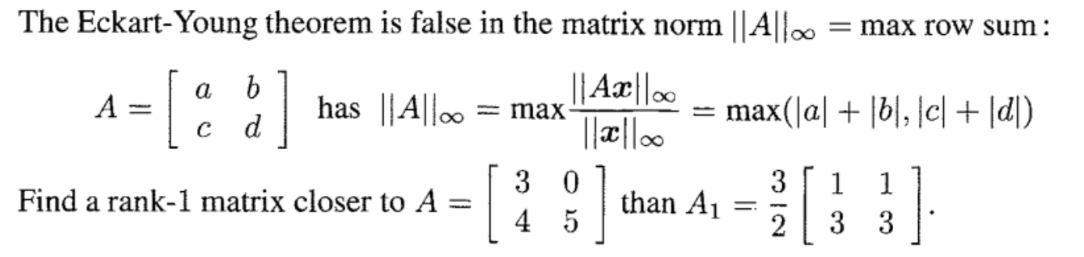 The Eckart-Young theorem is false in the matrix norm ||A||∞ = max row sum:
A = [ a b ; c d ] has ||A||∞ = max ||Ax||∞ / ||x||∞ = max(|a| + |b|, |c| + |d|)
Find a rank-1 matrix closer to A = [ 3 0 ; 4 5 ] than A₁ = 3/2 [ 1 1 ; 3 3 ].